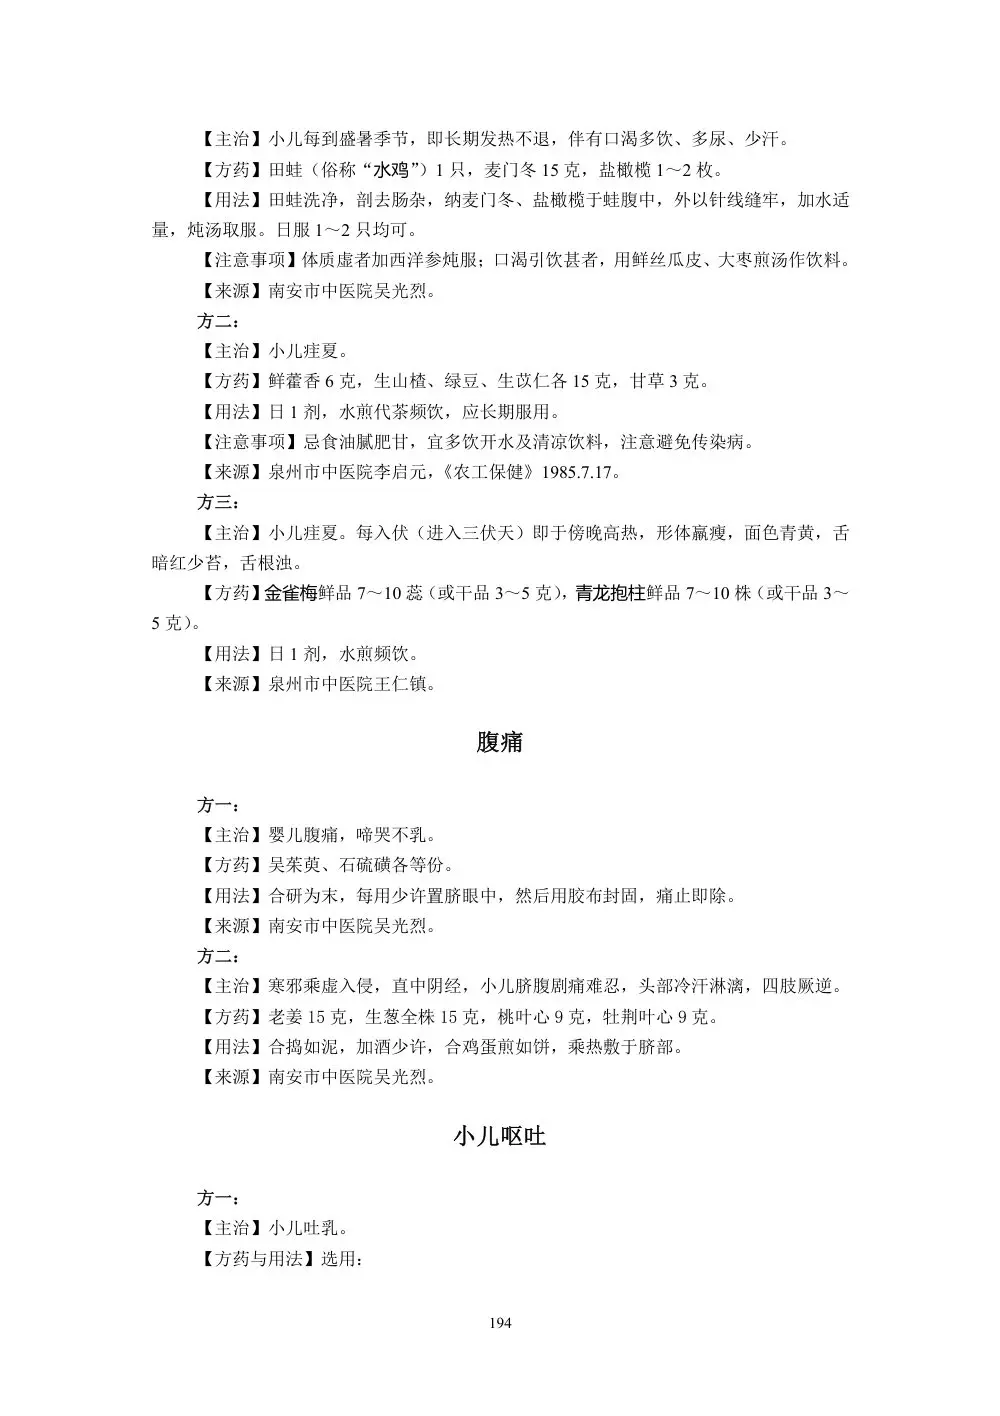 【主治】小儿每到盛暑季节，即长期发热不退，伴有口渴多饮、多尿、少汗。
【方药】田蛙（俗称“水鸡”）1 只，麦门冬 15 克，盐橄榄 1～2 枚。
【用法】田蛙洗净，剖去肠杂，纳麦门冬、盐橄榄于蛙腹中，外以针线缝牢，加水适
量，炖汤取服。日服 1～2 只均可。
【注意事项】体质虚者加西洋参炖服；口渴引饮甚者，用鲜丝瓜皮、大枣煎汤作饮料。
【来源】南安市中医院吴光烈。
方二：
【主治】小儿疰夏。
【方药】鲜藿香 6 克，生山楂、绿豆、生苡仁各 15 克，甘草 3 克。
【用法】日 1 剂，水煎代茶频饮，应长期服用。
【注意事项】忌食油腻肥甘，宜多饮开水及清凉饮料，注意避免传染病。
【来源】泉州市中医院李启元，《农工保健》1985.7.17。
方三：
【主治】小儿疰夏。每入伏（进入三伏天）即于傍晚高热，形体羸瘦，面色青黄，舌
暗红少苔，舌根浊。
【方药】金雀梅鲜品 7～10 蕊（或干品 3～5 克），青龙抱柱鲜品 7～10 株（或干品 3～
5 克）。
【用法】日 1 剂，水煎频饮。
【来源】泉州市中医院王仁镇。
腹痛
方一：
【主治】婴儿腹痛，啼哭不乳。
【方药】吴茱萸、石硫磺各等份。
【用法】合研为末，每用少许置脐眼中，然后用胶布封固，痛止即除。
【来源】南安市中医院吴光烈。
方二：
【主治】寒邪乘虚入侵，直中阴经，小儿脐腹剧痛难忍，头部冷汗淋漓，四肢厥逆。
【方药】老姜 15 克，生葱全株 15 克，桃叶心 9 克，牡荆叶心 9 克。
【用法】合捣如泥，加酒少许，合鸡蛋煎如饼，乘热敷于脐部。
【来源】南安市中医院吴光烈。
小儿呕吐
方一：
【主治】小儿吐乳。
【方药与用法】选用：
194